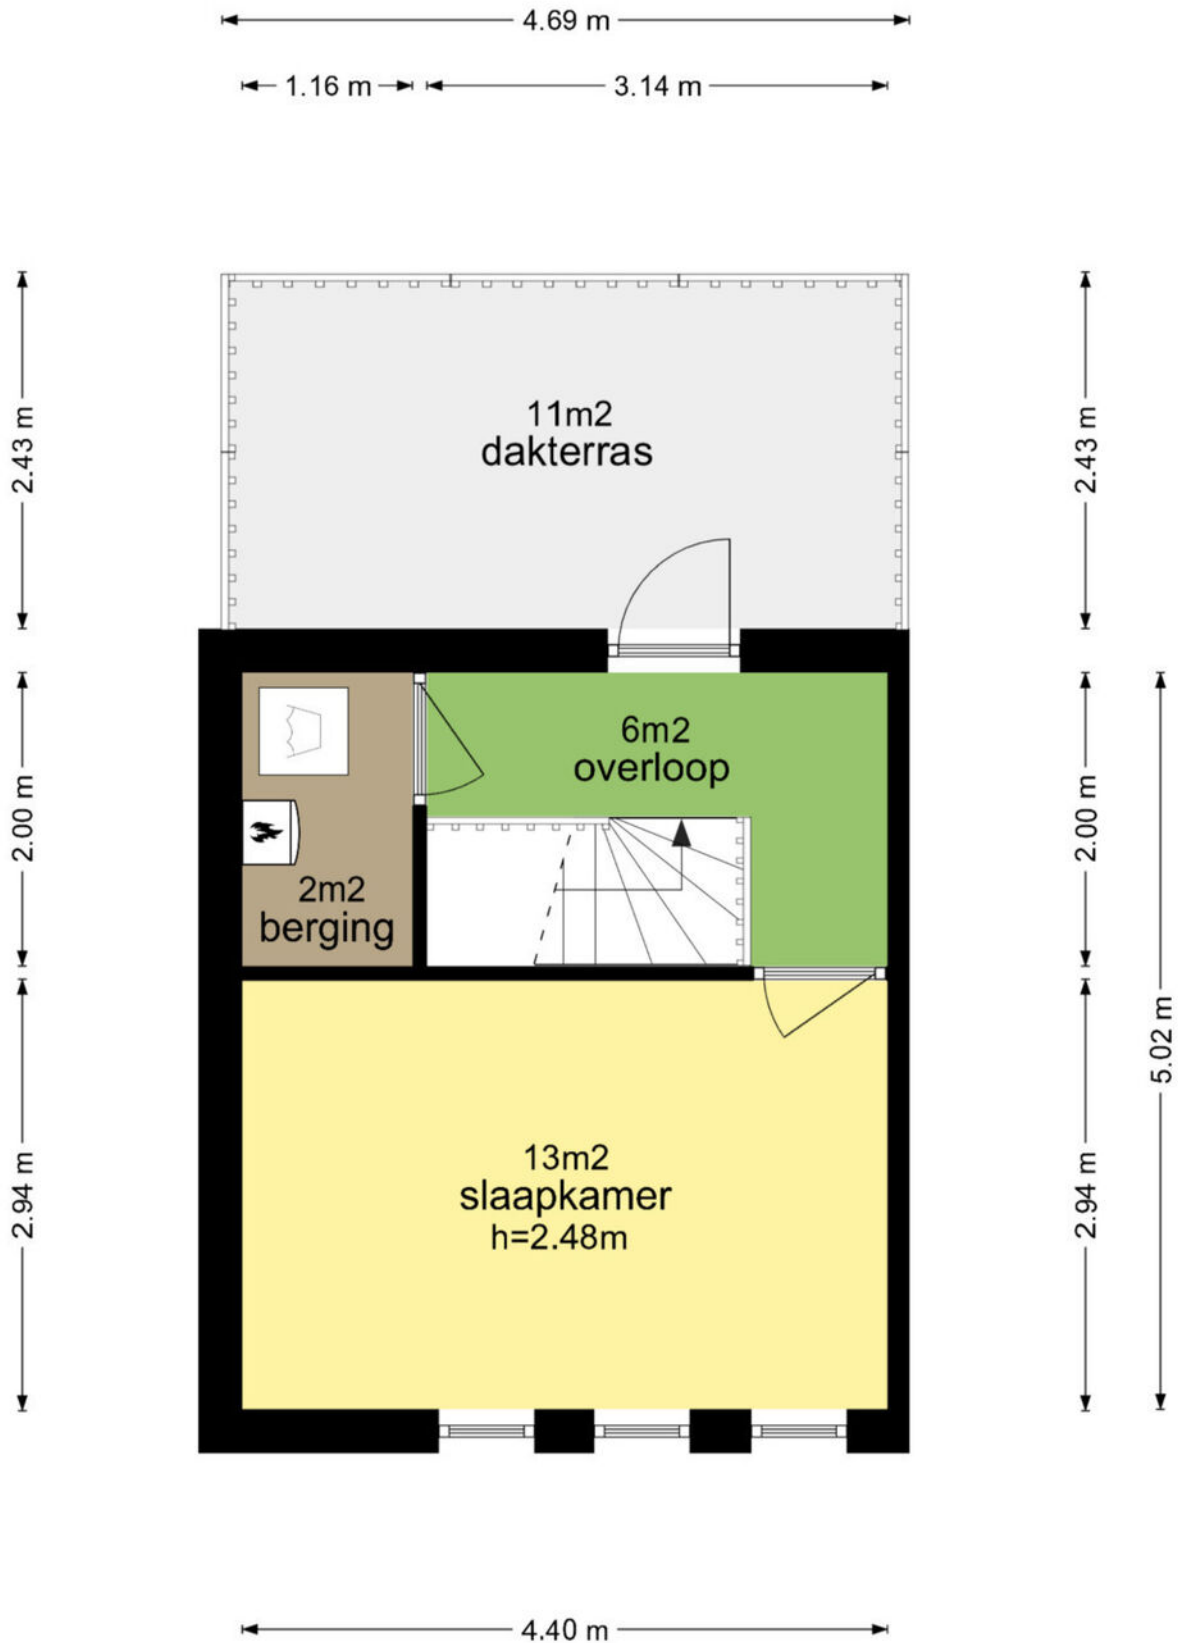 4.69 m
1.16 m
3.14 m
2.43 m
11m2
dakterras
2.43 m
2.00 m
6m2
overloop
2m2
berging
2.00 m
5.02 m
2.94 m
13m2
slaapkamer
h=2.48m
2.94 m
4.40 m